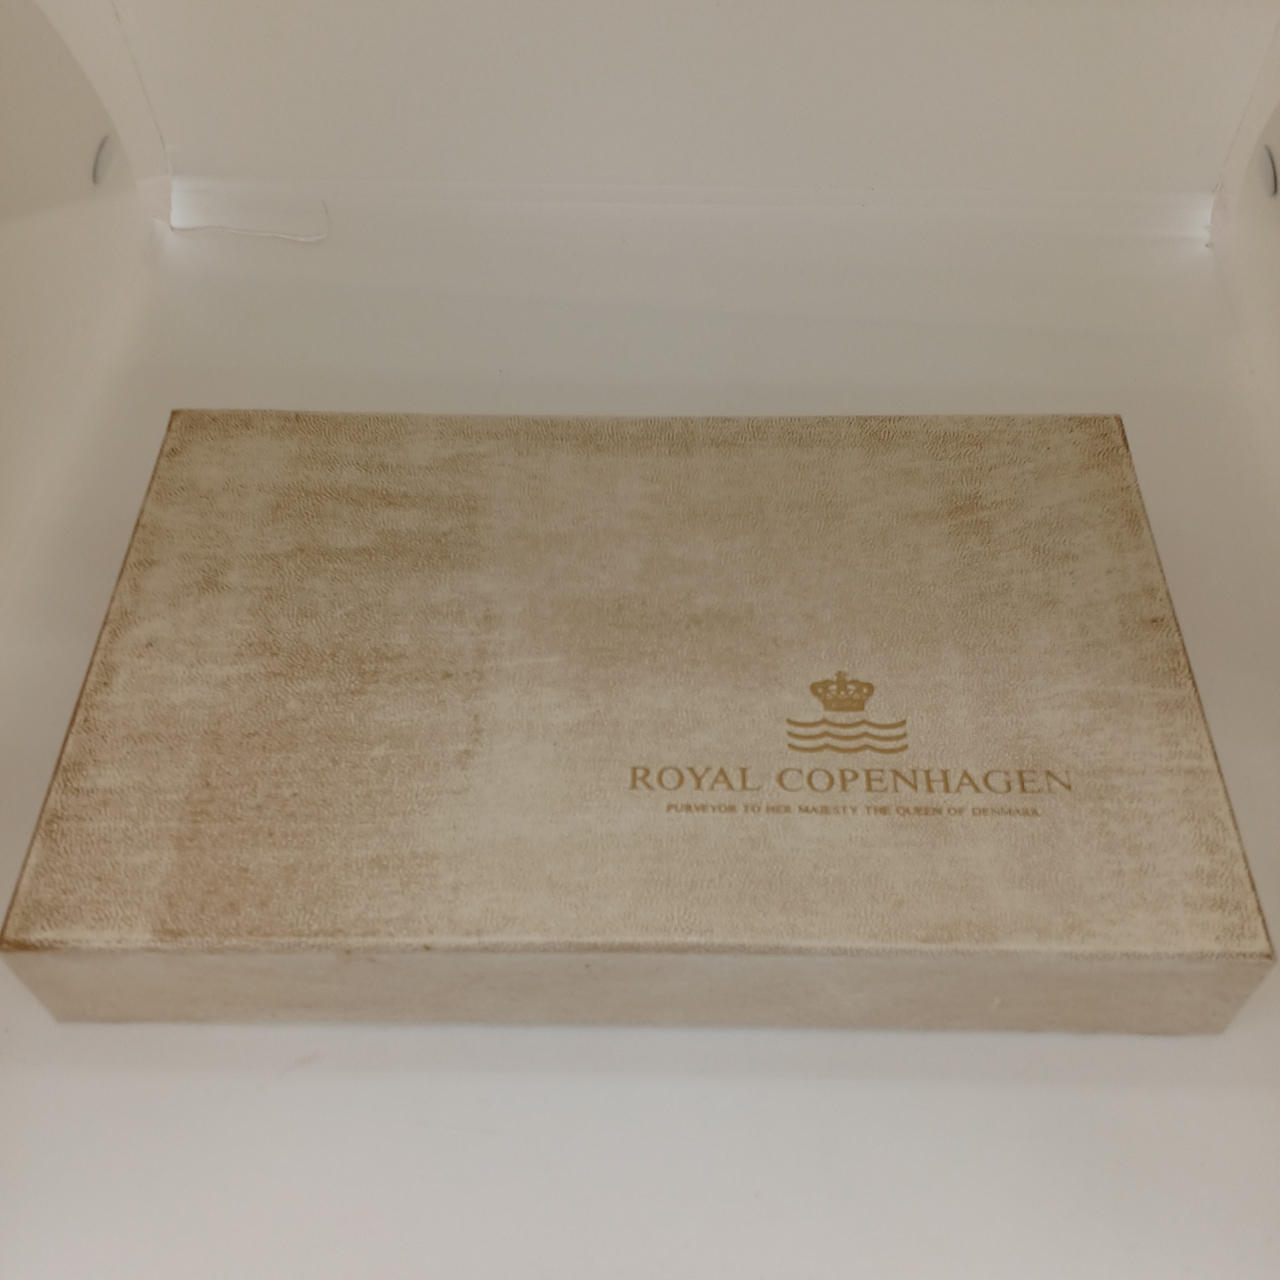 ROYAL COPENHAGEN
PURVEYOR TO HER MAJESTY THE QUEEN OF DENMARK